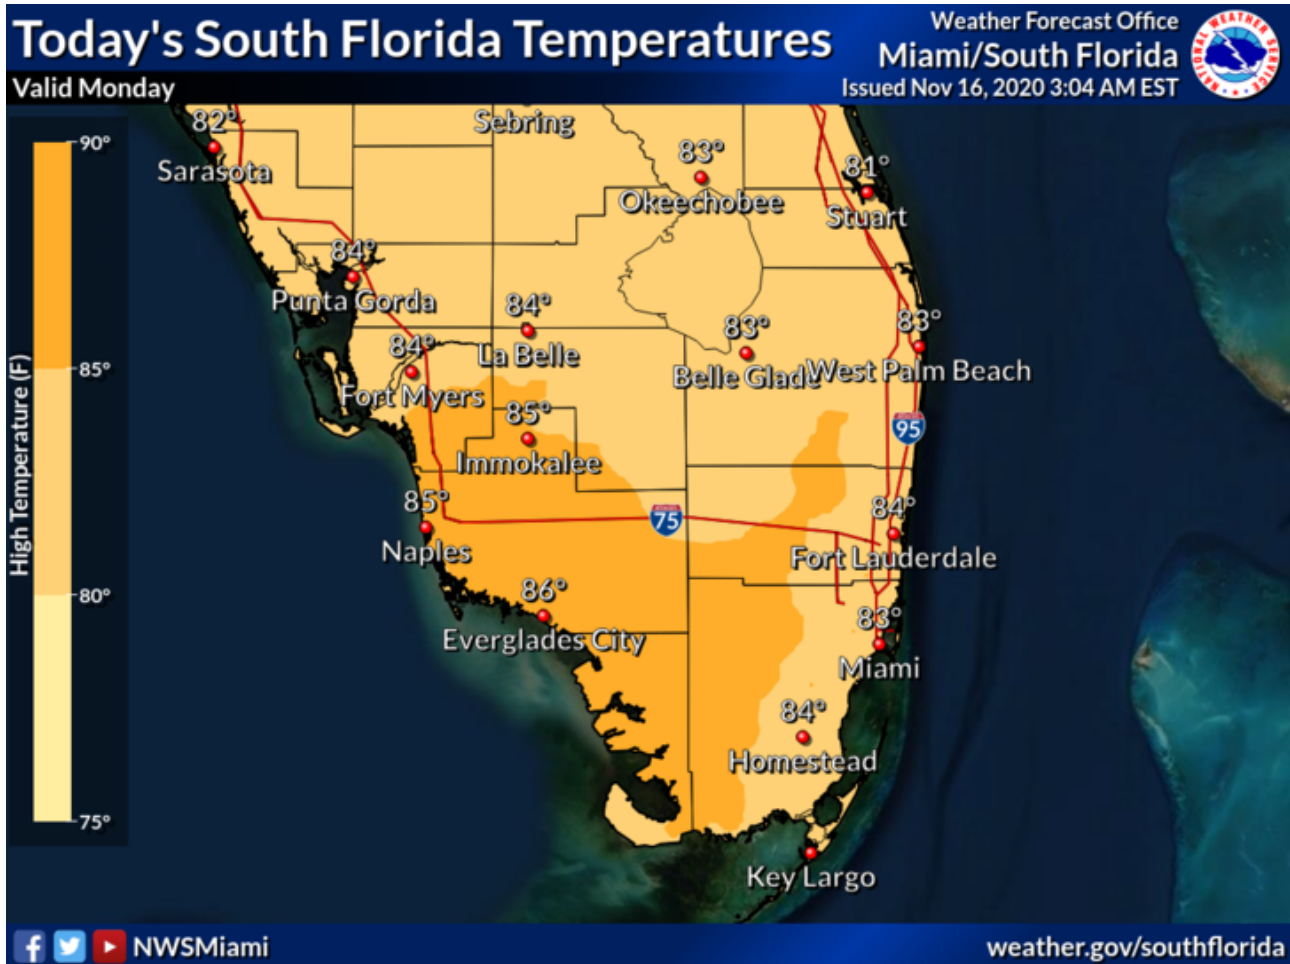 Today's South Florida Temperatures
Weather Forecast Office
Miami/South Florida
Issued Nov 16, 2020 3:04 AM EST
NATIONAL WEATHER SERVICE
Valid Monday
High Temperature (F)
90°
85°
80°
75°
82°
Sarasota
Sebring
83°
Okeechobee
81°
Stuart
84°
Punta Gorda
84°
La Belle
83°
Belle Glade
83°
West Palm Beach
84°
Fort Myers
85°
Immokalee
95
75
85°
Naples
84°
Fort Lauderdale
86°
Everglades City
83°
Miami
84°
Homestead
Key Largo
NWSMiami
weather.gov/southflorida